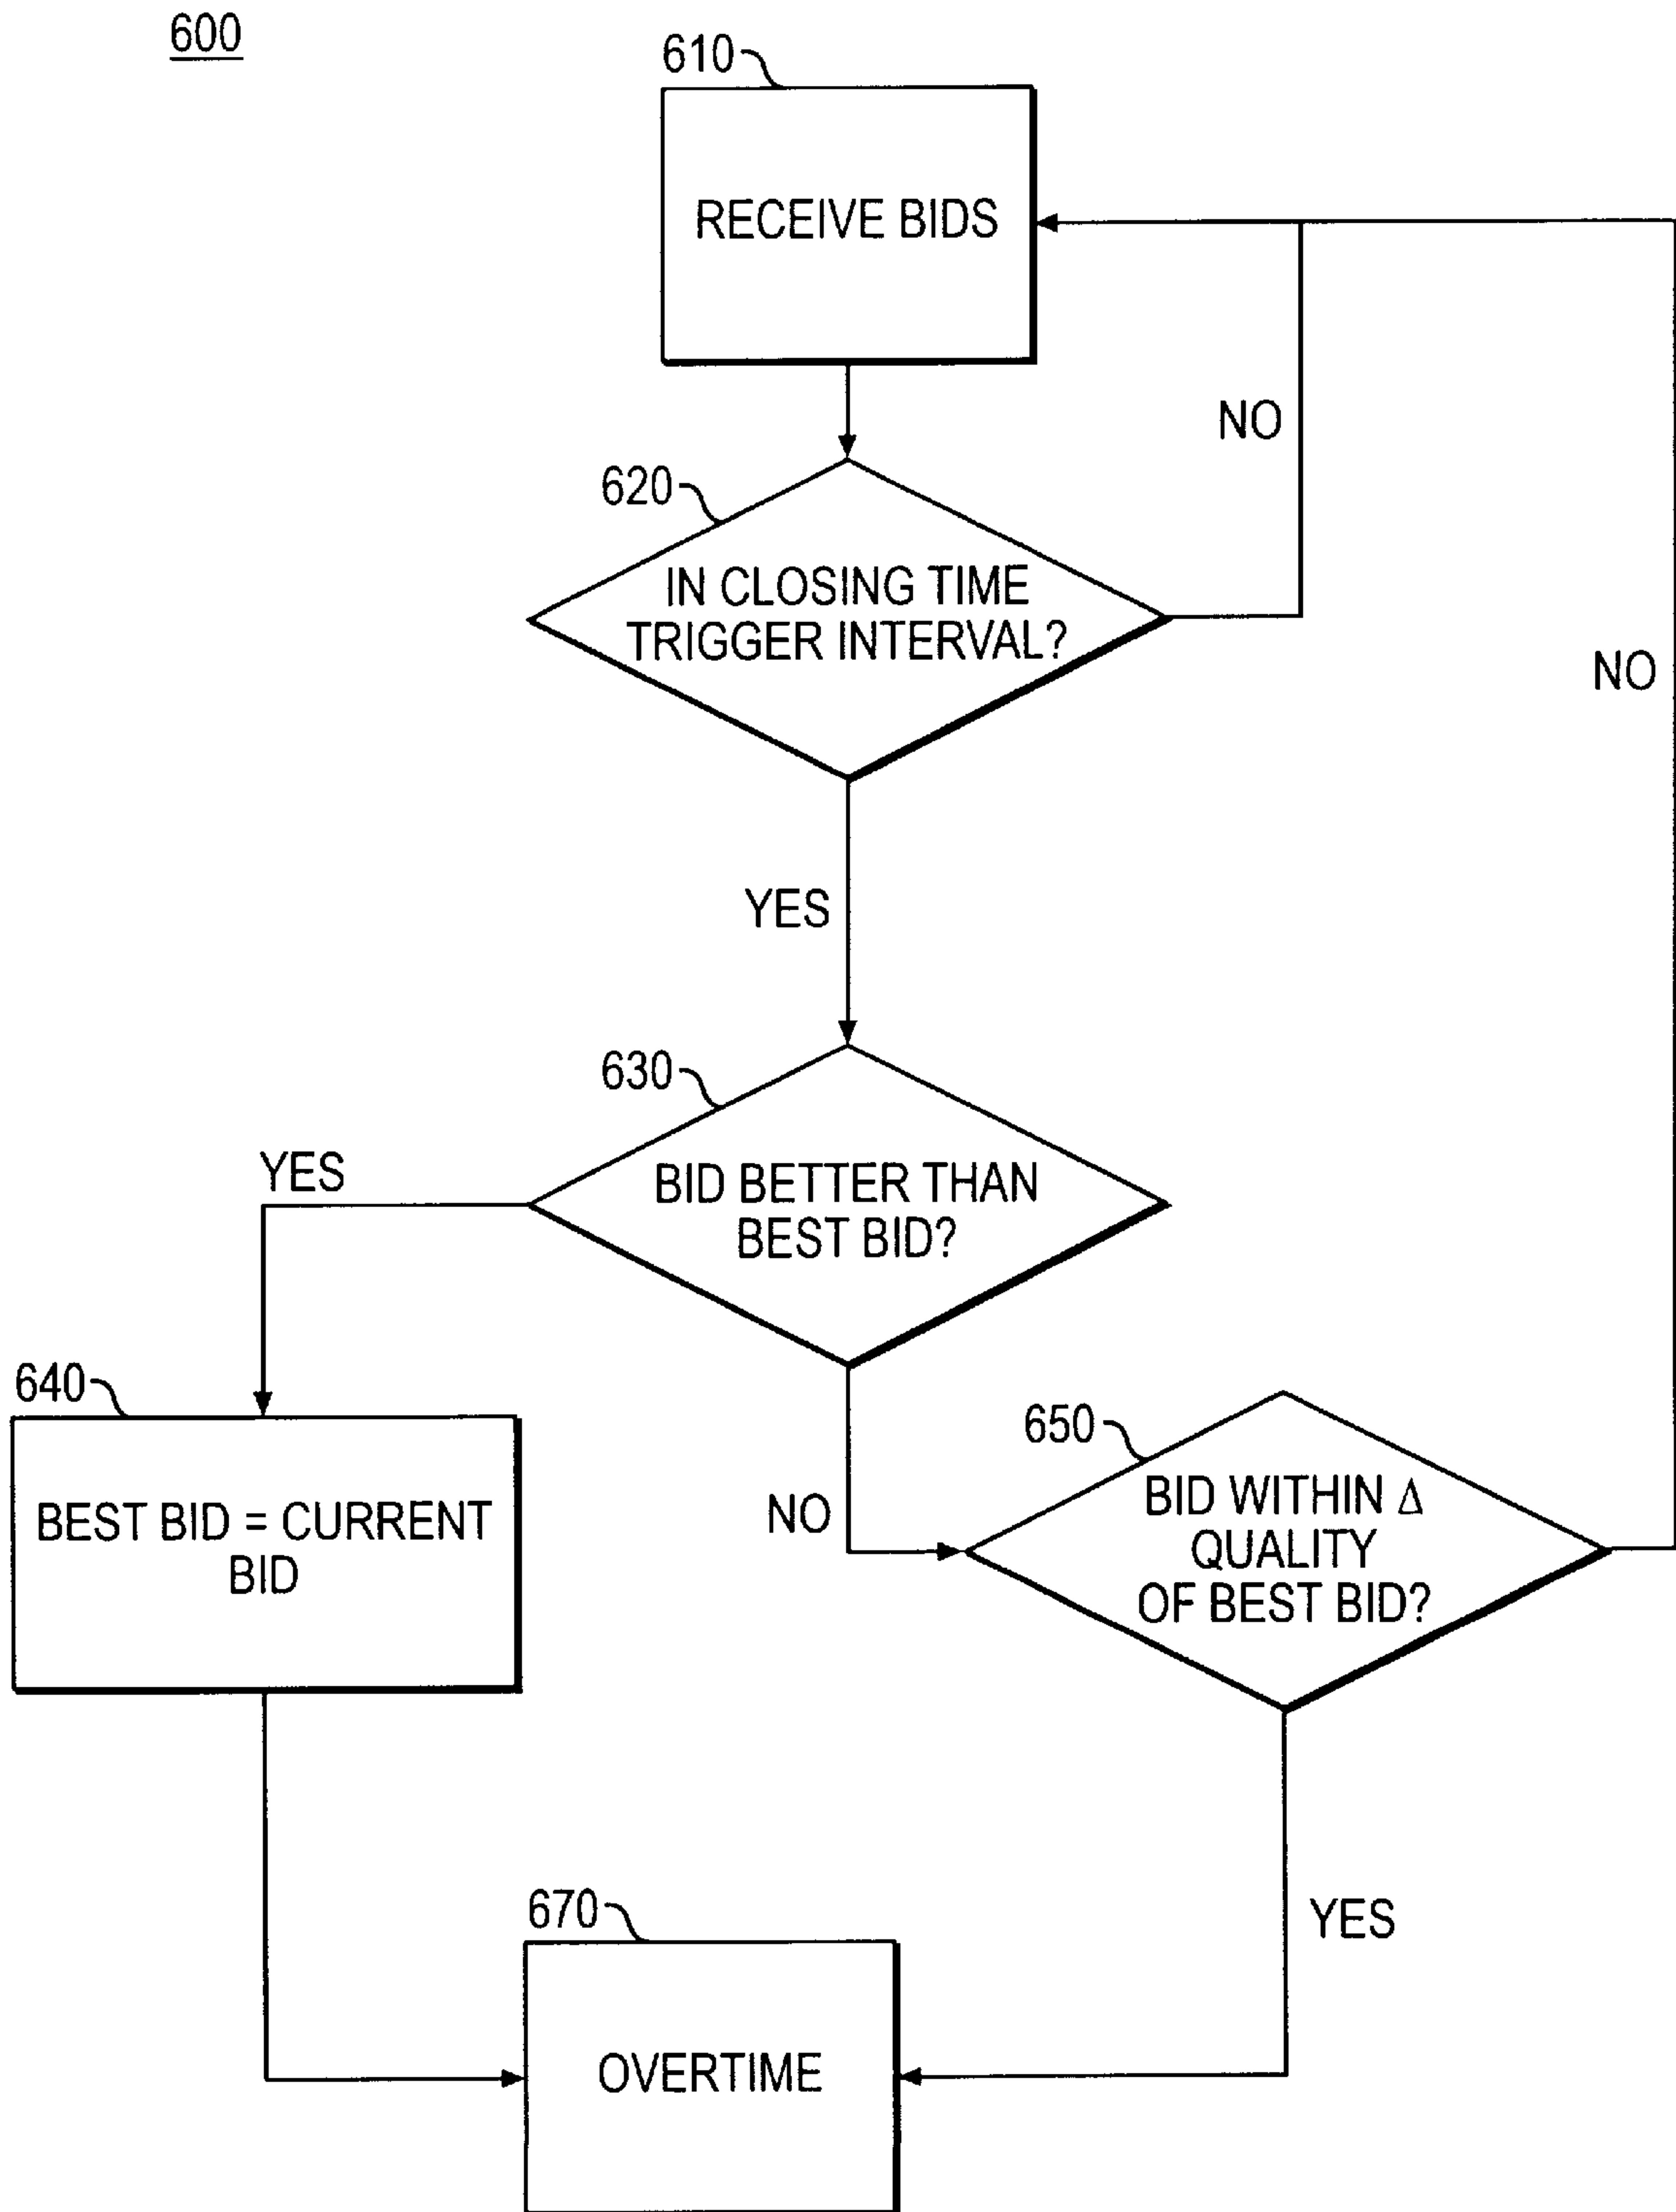 600
610
RECEIVE BIDS
NO
620
IN CLOSING TIME
TRIGGER INTERVAL?
NO
YES
630
YES
BID BETTER THAN
BEST BID?
640
BEST BID = CURRENT
BID
650
NO
BID WITHIN Δ
QUALITY
OF BEST BID?
670
YES
OVERTIME